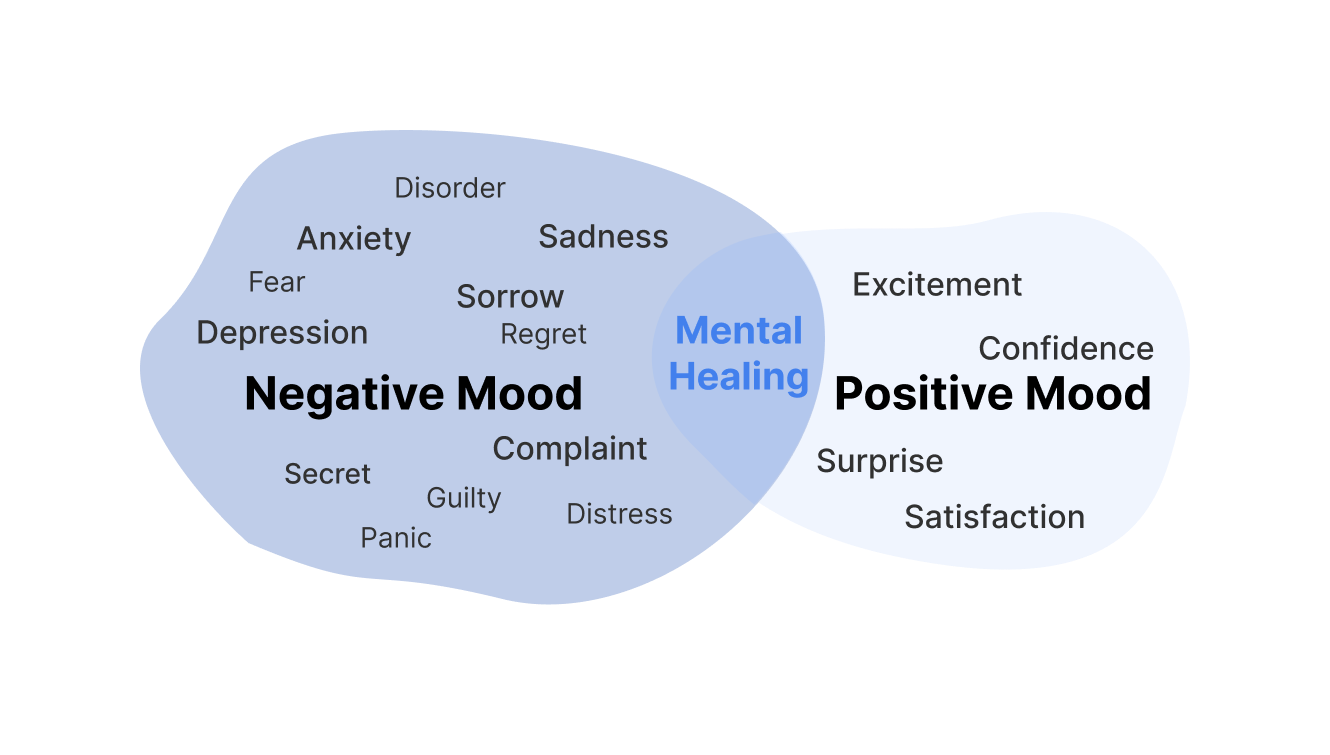 Disorder
Anxiety
Sadness
Fear
Sorrow
Depression
Regret
Negative Mood
Complaint
Secret
Guilty
Distress
Panic
Mental
Healing
Excitement
Confidence
Positive Mood
Surprise
Satisfaction